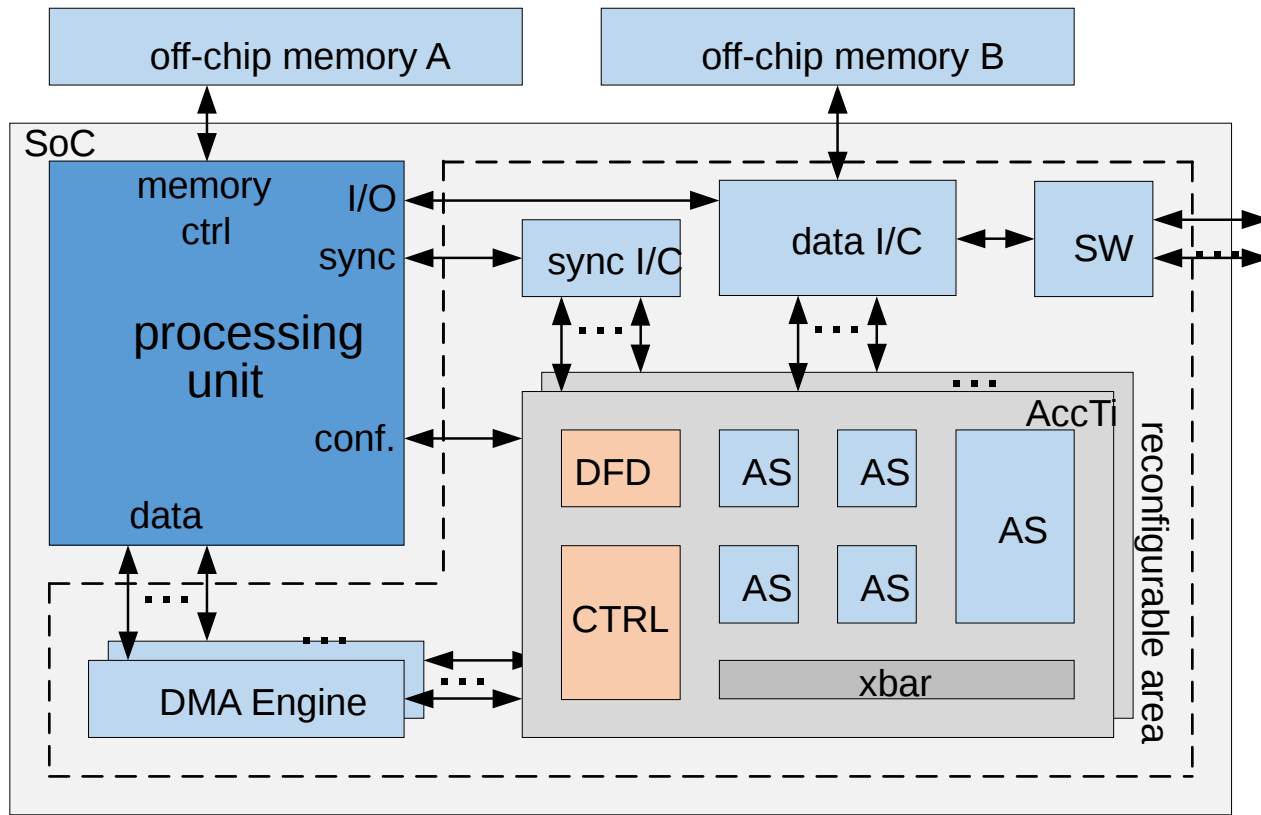 off-chip memory A
off-chip memory B
SoC
memory
ctrl
I/O
sync
processing
unit
conf.
data
sync I/C
data I/C
SW
AccTi
DFD
AS
AS
AS
CTRL
AS
AS
xbar
DMA Engine
reconfigurable area